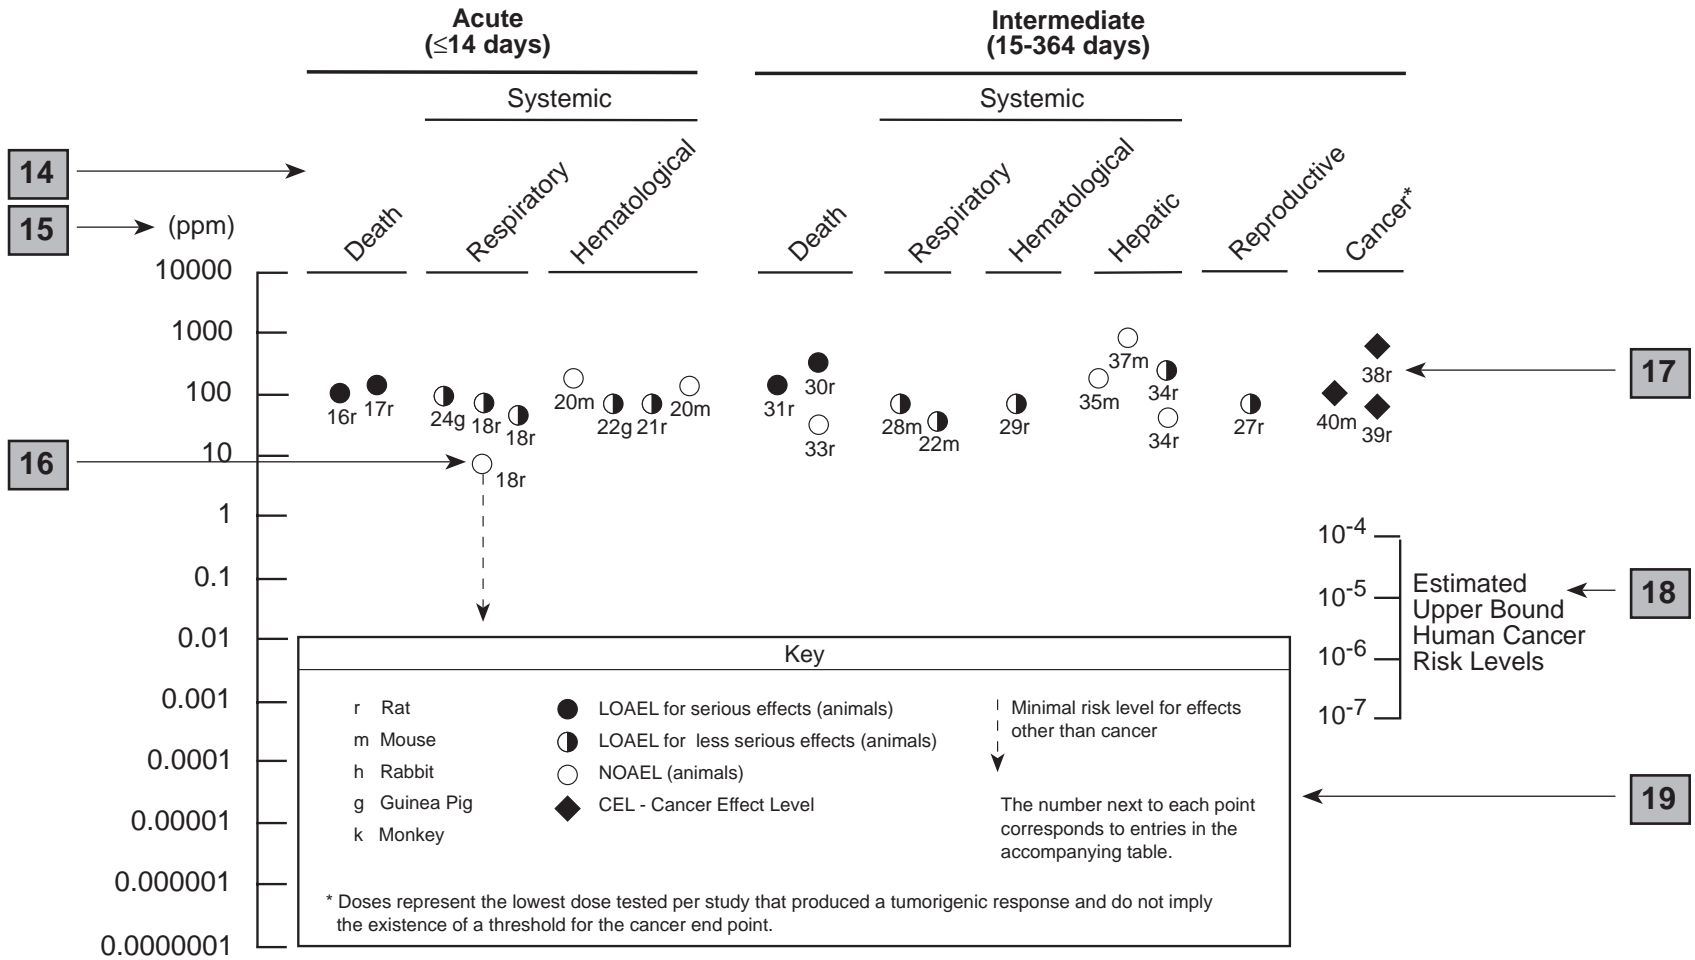 Acute
(≤14 days)
Intermediate
(15-364 days)
Systemic
Systemic
14
15
(ppm)
Death
Respiratory
Hematological
Death
Respiratory
Hematological
Hepatic
Reproductive
Cancer*
10000
1000
100
10
1
0.1
0.01
0.001
0.0001
0.00001
0.000001
0.0000001
16r
17r
24g
18r
18r
18r
20m
22g
21r
20m
31r
30r
33r
28m
22m
29r
35m
37m
34r
34r
27r
40m
38r
39r
16
17
10-4
10-5
10-6
10-7
Estimated
Upper Bound
Human Cancer
Risk Levels
18
Key
r Rat
m Mouse
h Rabbit
g Guinea Pig
k Monkey
LOAEL for serious effects (animals)
LOAEL for less serious effects (animals)
NOAEL (animals)
CEL - Cancer Effect Level
Minimal risk level for effects
other than cancer
The number next to each point
corresponds to entries in the
accompanying table.
* Doses represent the lowest dose tested per study that produced a tumorigenic response and do not imply
the existence of a threshold for the cancer end point.
19